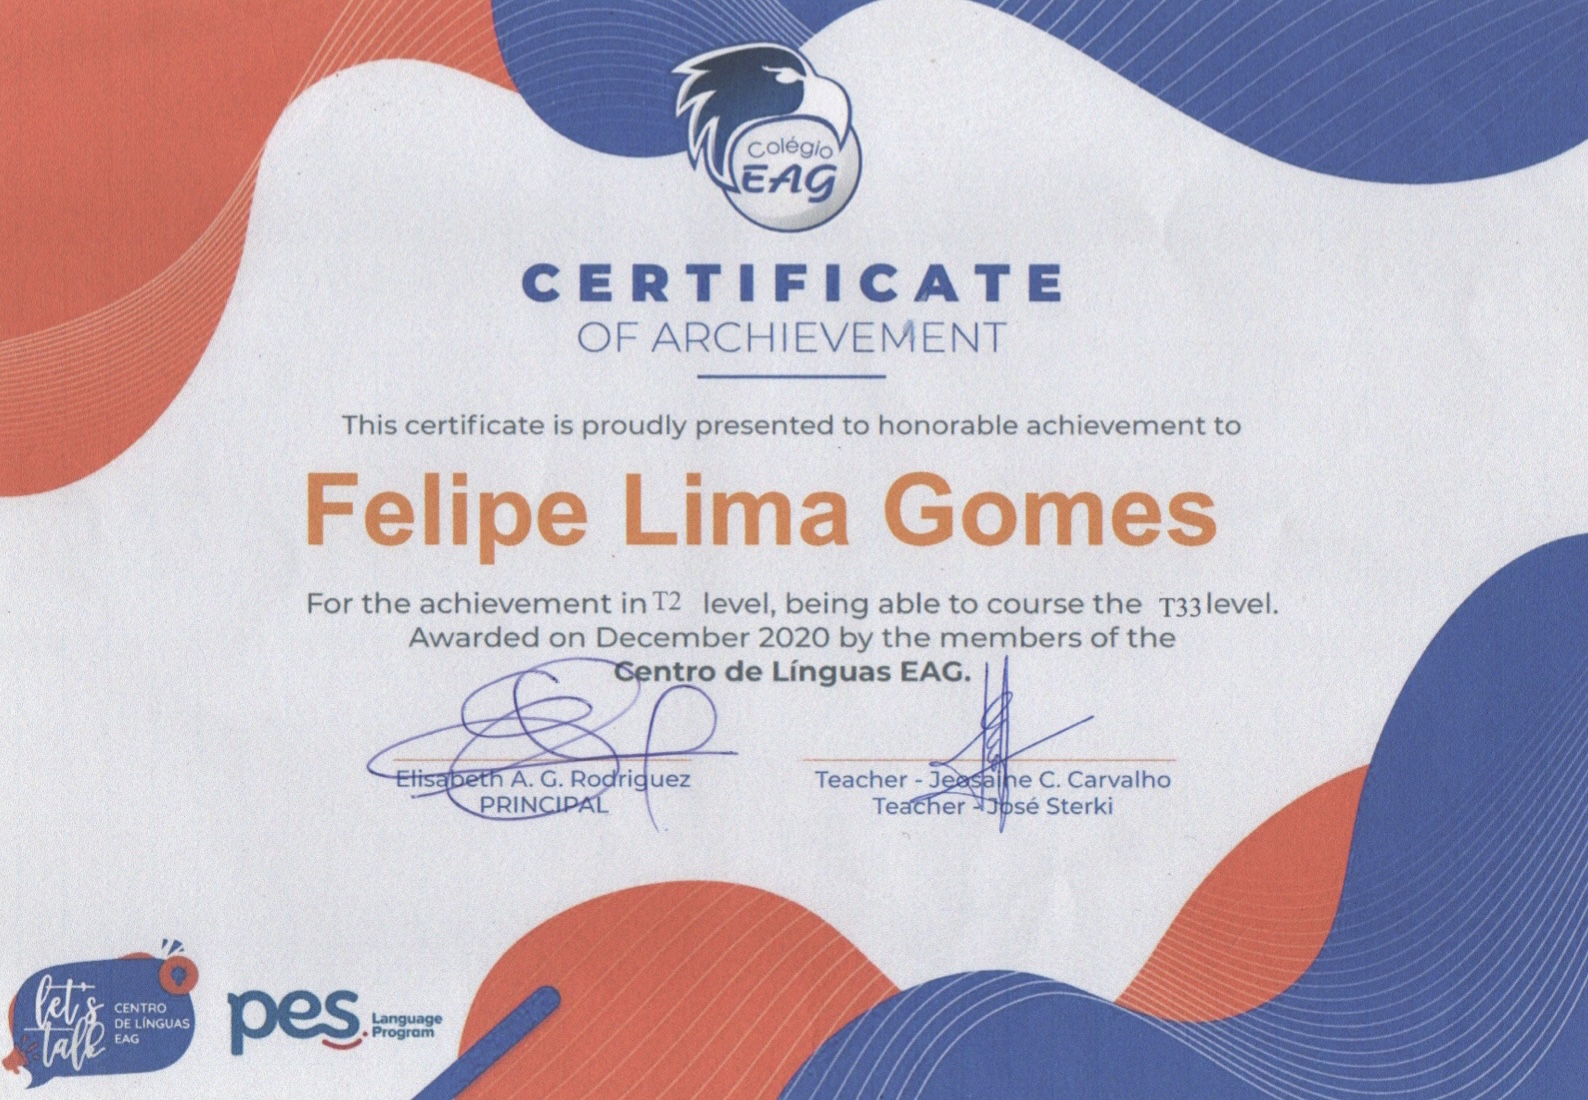 Colégio
EAG
CERTIFICATE
OF ARCHIEVEMENT
This certificate is proudly presented to honorable achievement to
Felipe Lima Gomes
For the achievement in T2 level, being able to course the T33 level.
Awarded on December 2020 by the members of the
Centro de Línguas EAG.
Elisabeth A. G. Rodriguez
PRINCIPAL
Teacher - Jeosaine C. Carvalho
Teacher - José Sterki
let's
talk
CENTRO
DE LÍNGUAS
EAG
pes.
Language
Program